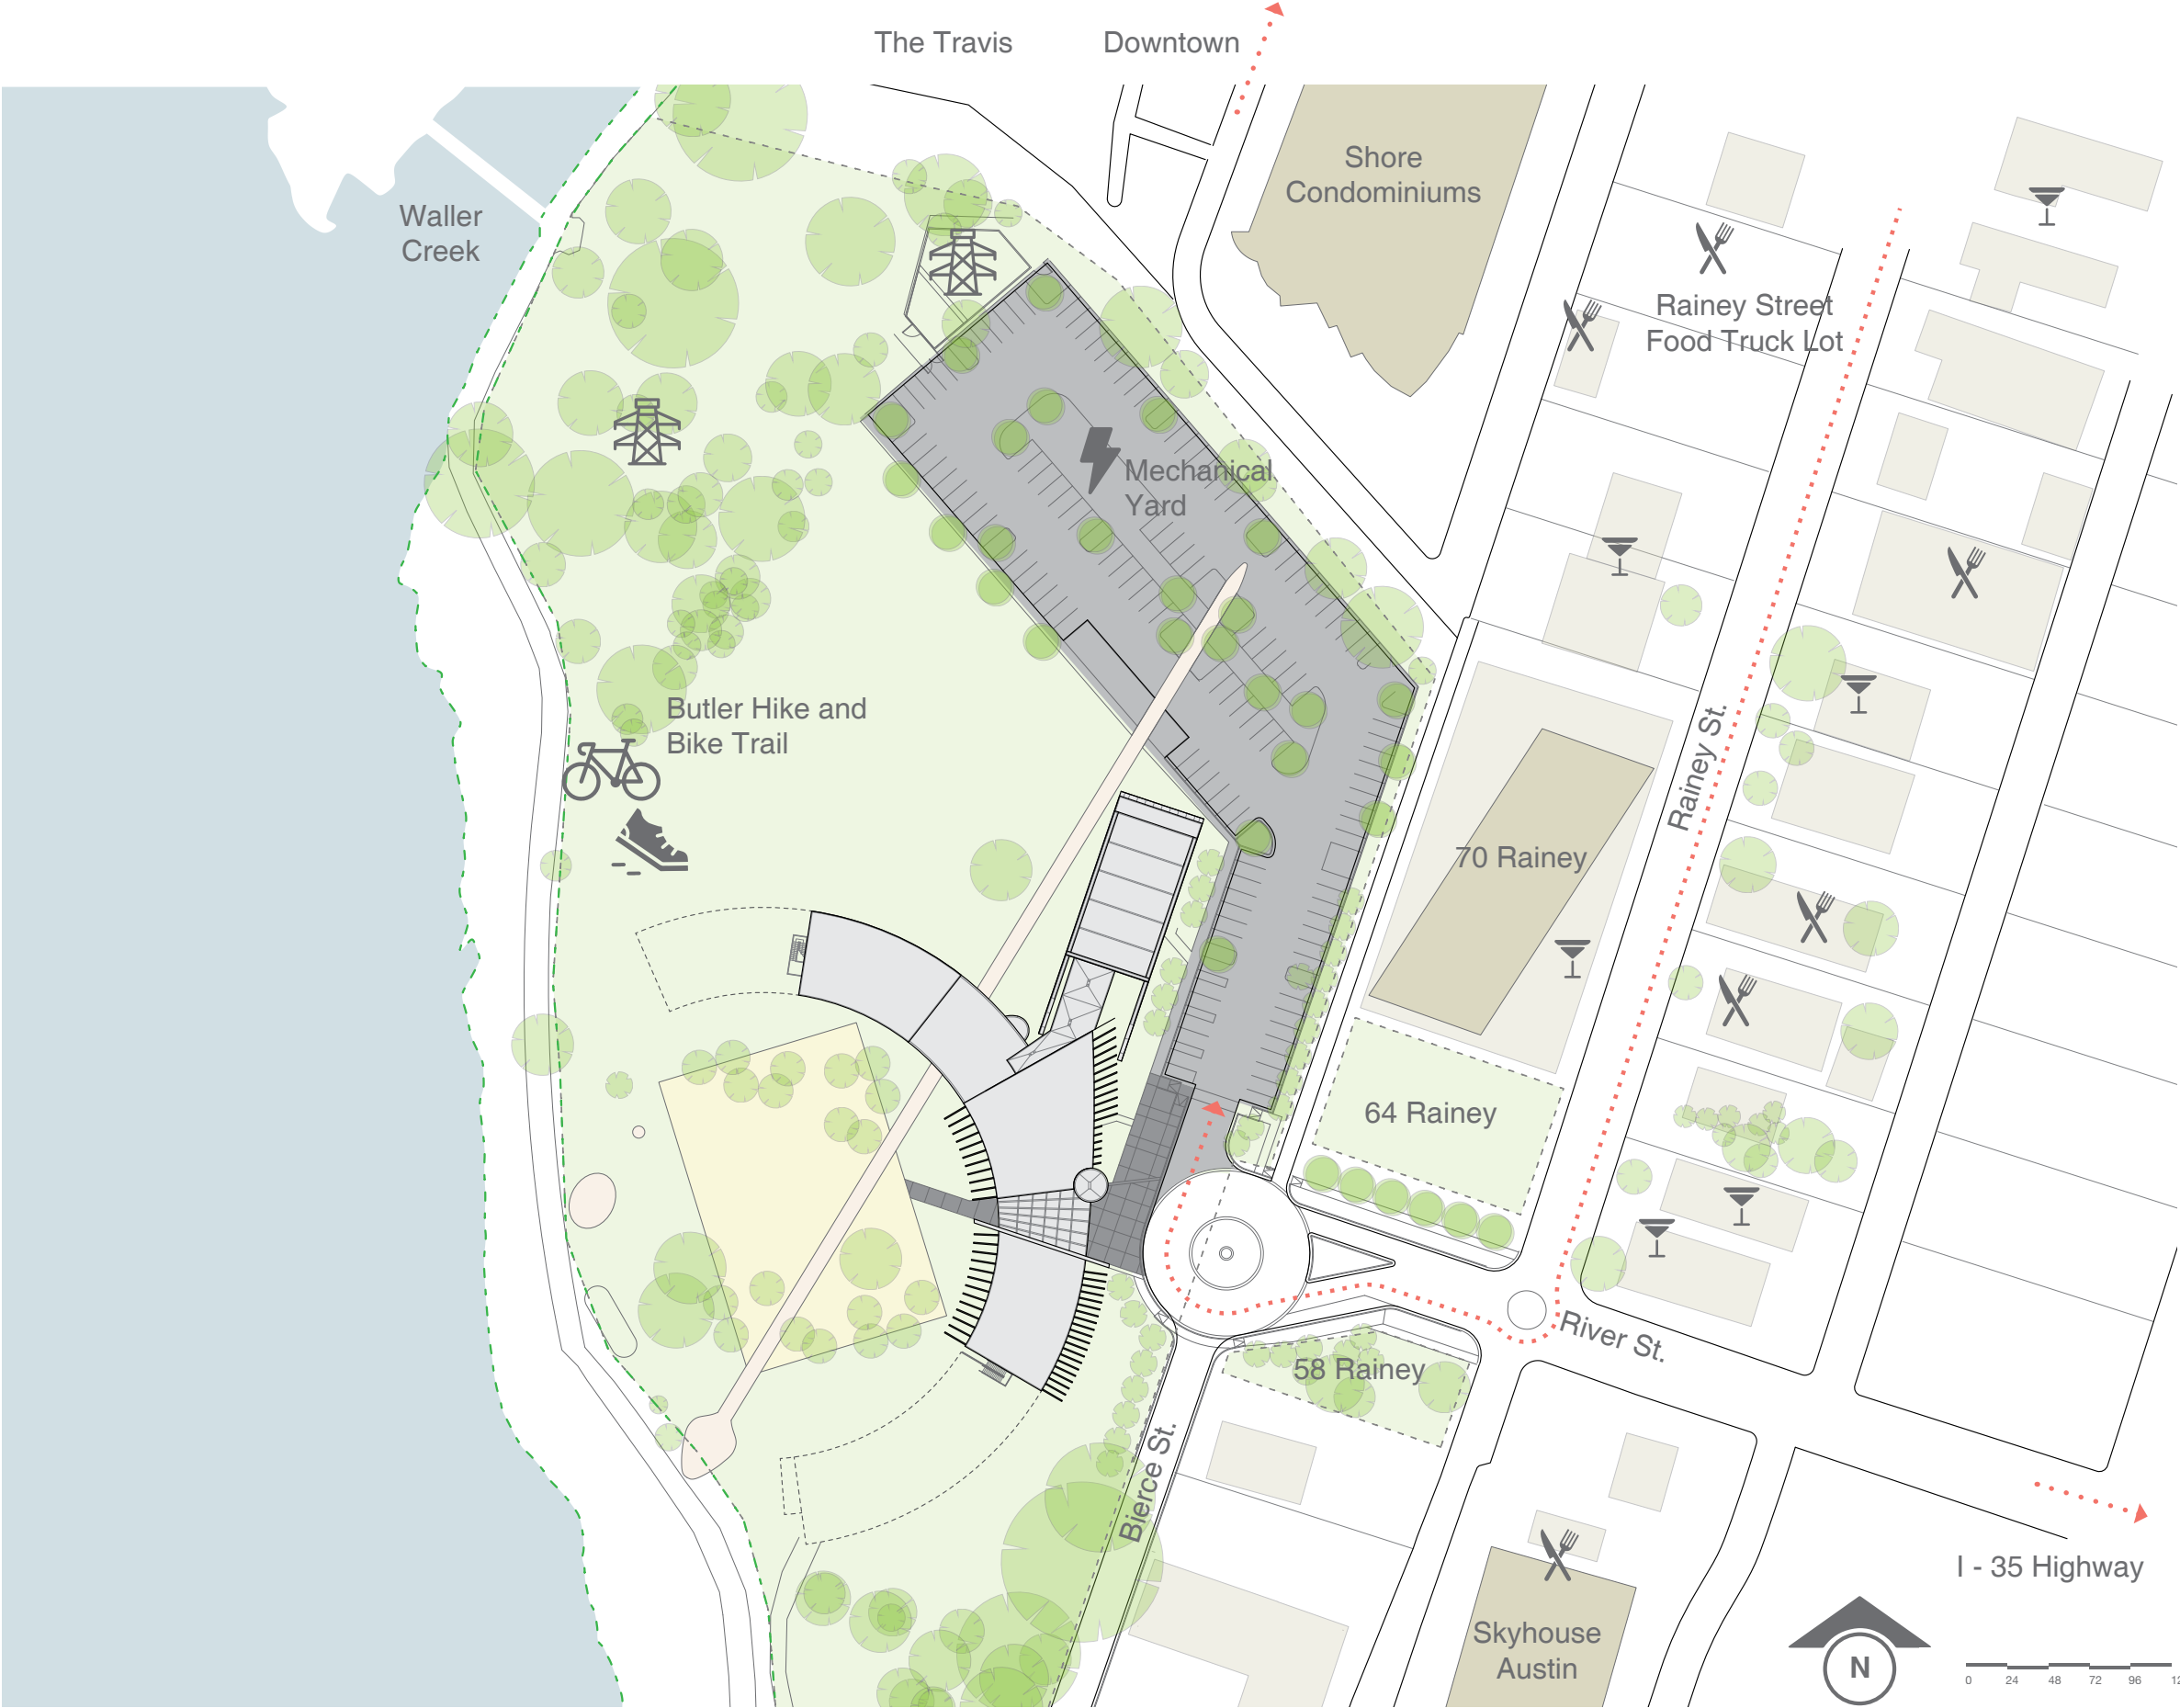 The Travis
Downtown
Shore
Condominiums
Waller
Creek
Rainey Street
Food Truck Lot
Mechanical
Yard
Butler Hike and
Bike Trail
Rainey St.
70 Rainey
64 Rainey
River St.
58 Rainey
Bierce St.
I - 35 Highway
Skyhouse
Austin
N
0 24 48 72 96